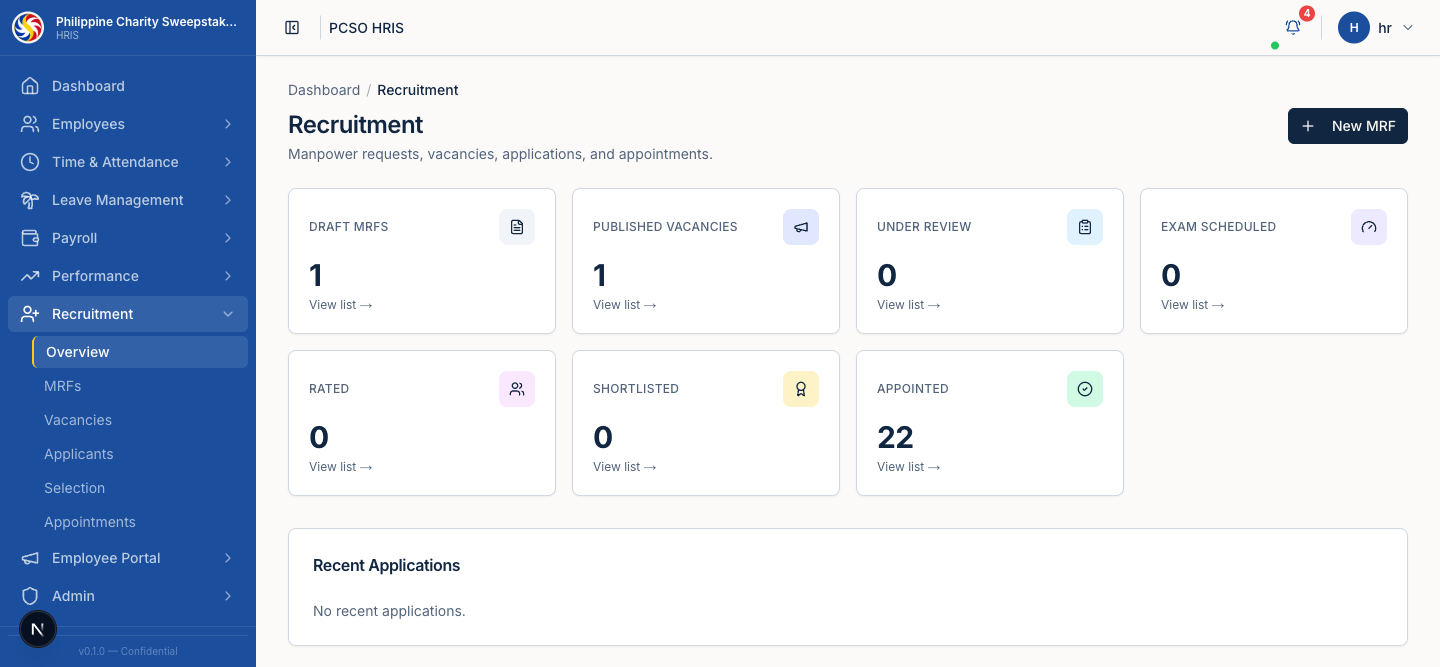 Philippine Charity Sweepstak...
HRIS
Dashboard
Employees
Time & Attendance
Leave Management
Payroll
Performance
Recruitment
Overview
MRFs
Vacancies
Applicants
Selection
Appointments
Employee Portal
Admin
N
v0.1.0 — Confidential
PCSO HRIS
4
H
hr
Dashboard / Recruitment
Recruitment
Manpower requests, vacancies, applications, and appointments.
New MRF
DRAFT MRFS
1
View list →
PUBLISHED VACANCIES
1
View list →
UNDER REVIEW
0
View list →
EXAM SCHEDULED
0
View list →
RATED
0
View list →
SHORTLISTED
0
View list →
APPOINTED
22
View list →
Recent Applications
No recent applications.